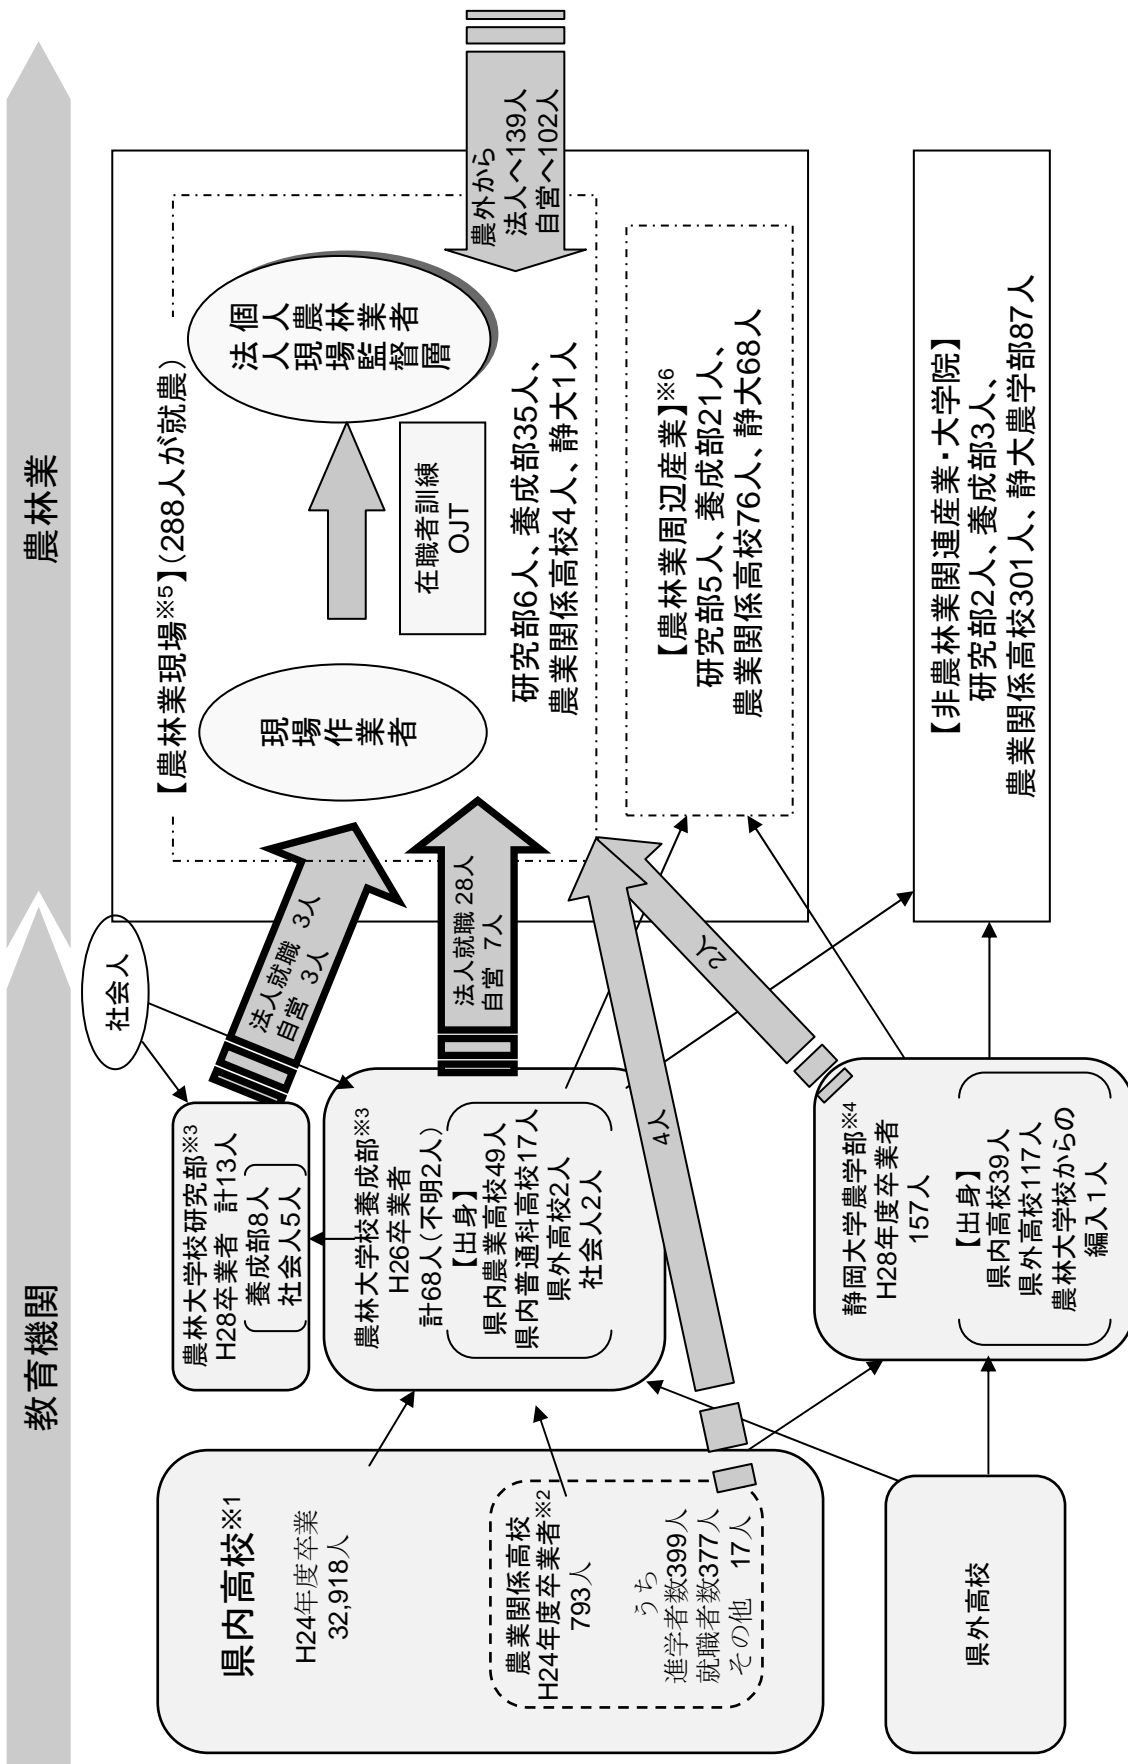 教育機関
農林業
県内高校※1
H24年度卒業
32,918人
農業関係高校
H24年度卒業者※2
793人
うち
進学者数399人
就職者数377人
その他 17人
県外高校
社会人
農林大学校研究部※3
H28卒業者 計13人
養成部8人
社会人5人
農林大学校養成部※3
H26卒業者
計68人(不明2人)
【出身】
県内農業高校49人
県内普通科高校17人
県外高校2人
社会人2人
静岡大学農学部※4
H28年度卒業者
157人
【出身】
県内高校39人
県外高校117人
農林大学校からの
編入1人
法人就職 3人
自営 3人
法人就職 28人
自営 7人
4人
2人
【農林業現場※5】(288人が就農)
現場作業者
在職者訓練
OJT
個人農林業者
法人現場監督層
農外から
法人へ139人
自営へ102人
研究部6人、養成部35人、
農業関係高校4人、静大1人
【農林業周辺産業】※6
研究部5人、養成部21人、
農業関係高校76人、静大68人
【非農林業関連産業・大学院】
研究部2人、養成部3人、
農業関係高校301人、静大農学部87人